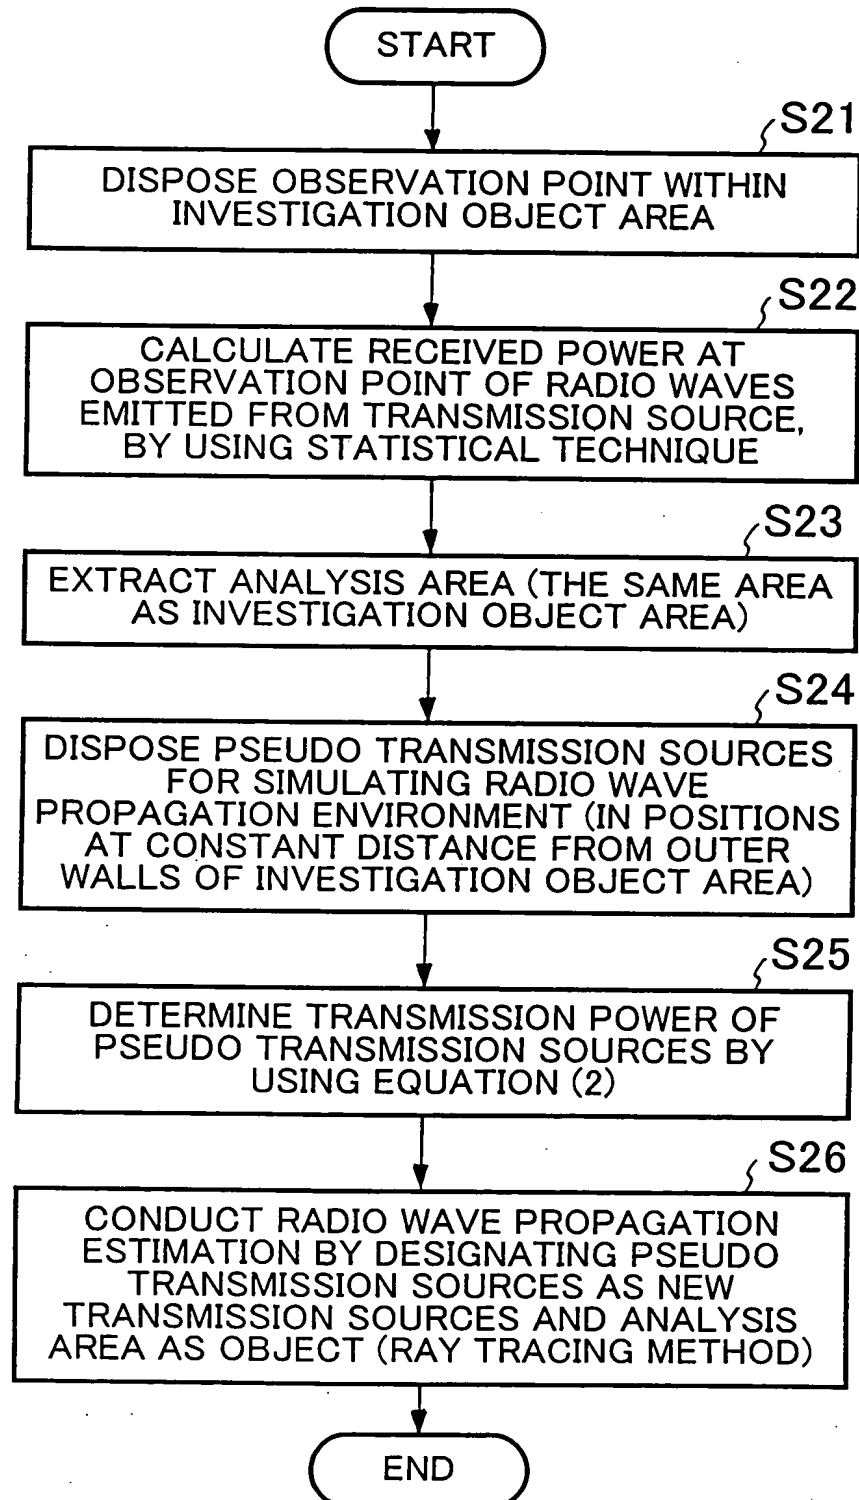 START
S21
DISPOSE OBSERVATION POINT WITHIN
INVESTIGATION OBJECT AREA
S22
CALCULATE RECEIVED POWER AT
OBSERVATION POINT OF RADIO WAVES
EMITTED FROM TRANSMISSION SOURCE,
BY USING STATISTICAL TECHNIQUE
S23
EXTRACT ANALYSIS AREA (THE SAME AREA
AS INVESTIGATION OBJECT AREA)
S24
DISPOSE PSEUDO TRANSMISSION SOURCES
FOR SIMULATING RADIO WAVE
PROPAGATION ENVIRONMENT (IN POSITIONS
AT CONSTANT DISTANCE FROM OUTER
WALLS OF INVESTIGATION OBJECT AREA)
S25
DETERMINE TRANSMISSION POWER OF
PSEUDO TRANSMISSION SOURCES BY
USING EQUATION (2)
S26
CONDUCT RADIO WAVE PROPAGATION
ESTIMATION BY DESIGNATING PSEUDO
TRANSMISSION SOURCES AS NEW
TRANSMISSION SOURCES AND ANALYSIS
AREA AS OBJECT (RAY TRACING METHOD)
END